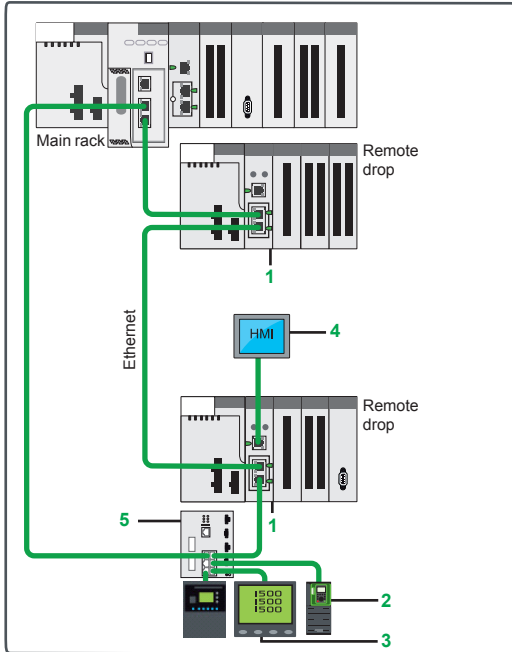 Main rack
Remote
drop
1
Ethernet
HMI
4
Remote
drop
1
5
1500
1500
1500
2
3